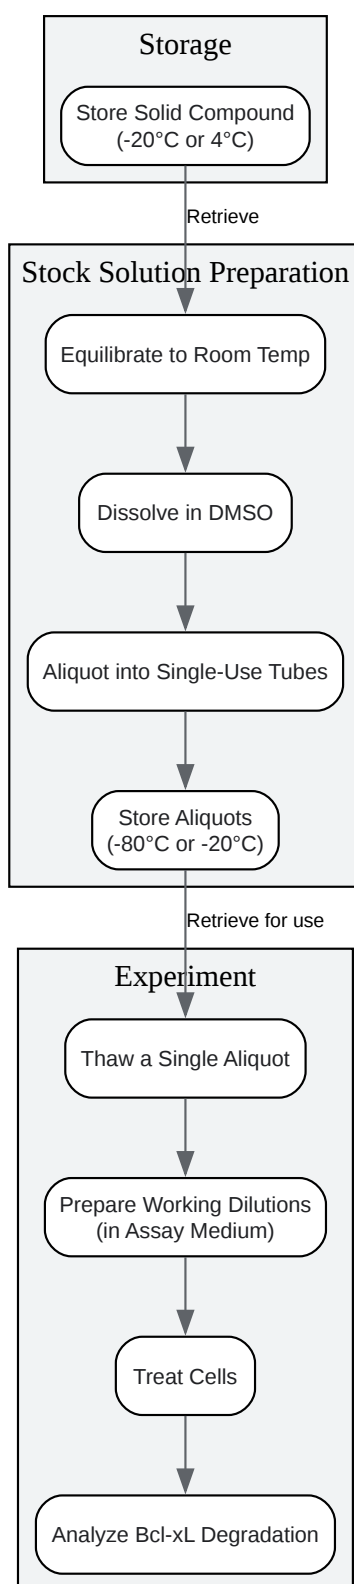 Storage
Store Solid Compound
(-20°C or 4°C)
Retrieve
Stock Solution Preparation
Equilibrate to Room Temp
Dissolve in DMSO
Aliquot into Single-Use Tubes
Store Aliquots
(-80°C or -20°C)
Retrieve for use
Experiment
Thaw a Single Aliquot
Prepare Working Dilutions
(in Assay Medium)
Treat Cells
Analyze Bcl-xL Degradation